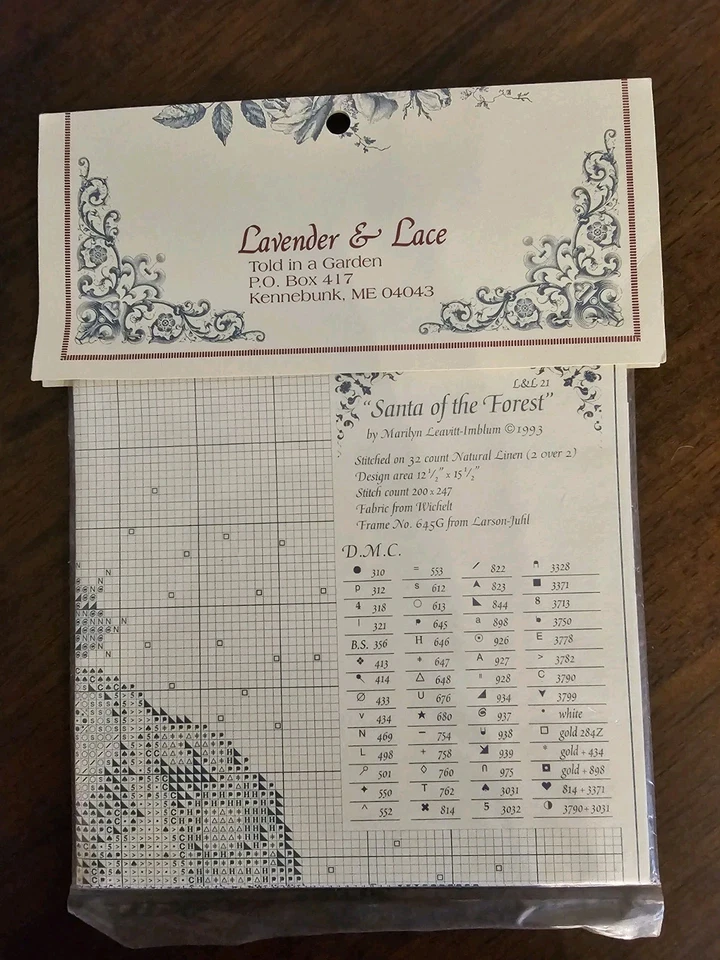 Lavender & Lace
Told in a Garden
P.O. Box 417
Kennebunk, ME 04043
L&L 21
"Santa of the Forest"
by Marilyn Leavitt-Imblum ©1993
Stitched on 32 count Natural Linen (2 over 2)
Design area 12 1/2" x 15 1/2"
Stitch count 200 x 247
Fabric from Wichelt
Frame No. 645G from Larson-Juhl
D.M.C.
● 310 = 553 / 822 3328
p 312 s 612 ▲ 823 ■ 3371
4 318 ○ 613 ◣ 844 8 3713
| 321 645 a 898 3750
B.S. 356 H 646 ⊙ 926 E 3778
❖ 413 + 647 A 927 > 3782
414 △ 648 " 928 C 3790
∅ 433 U 676 ◢ 934 3799
v 434 ★ 680 @ 937 • white
N 469 – 754 938 □ gold 284Z
L 498 + 758 939 gold + 434
501 ◊ 760 ∩ 975 ◘ gold + 898
✦ 550 T 762 ♠ 3031 ♥ 814 + 3371
^ 552 ✖ 814 5 3032 ◑ 3790 + 3031